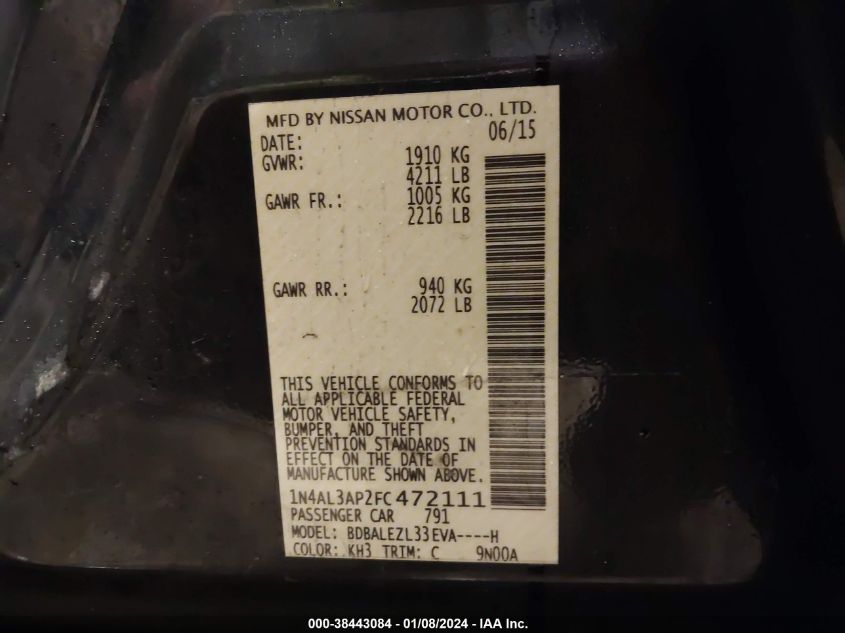 MFD BY NISSAN MOTOR CO., LTD.
DATE: 06/15
GVWR: 1910 KG
4211 LB
GAWR FR.: 1005 KG
2216 LB
GAWR RR.: 940 KG
2072 LB
THIS VEHICLE CONFORMS TO
ALL APPLICABLE FEDERAL
MOTOR VEHICLE SAFETY,
BUMPER, AND THEFT
PREVENTION STANDARDS IN
EFFECT ON THE DATE OF
MANUFACTURE SHOWN ABOVE.
1N4AL3AP2FC472111
PASSENGER CAR 791
MODEL: BDBALEZL33EVA----H
COLOR: KH3 TRIM: C 9N00A
000-38443084 - 01/08/2024 - IAA Inc.